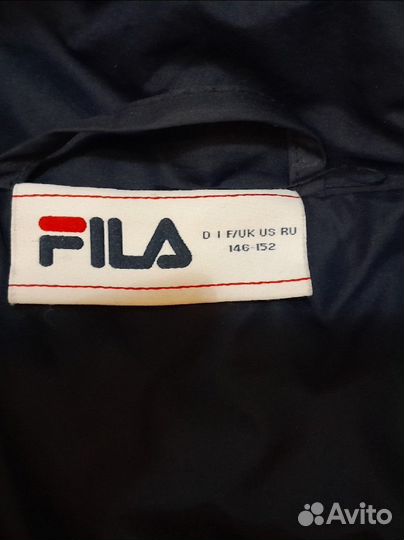 FILA
D I F/UK US RU
146-152
Avito